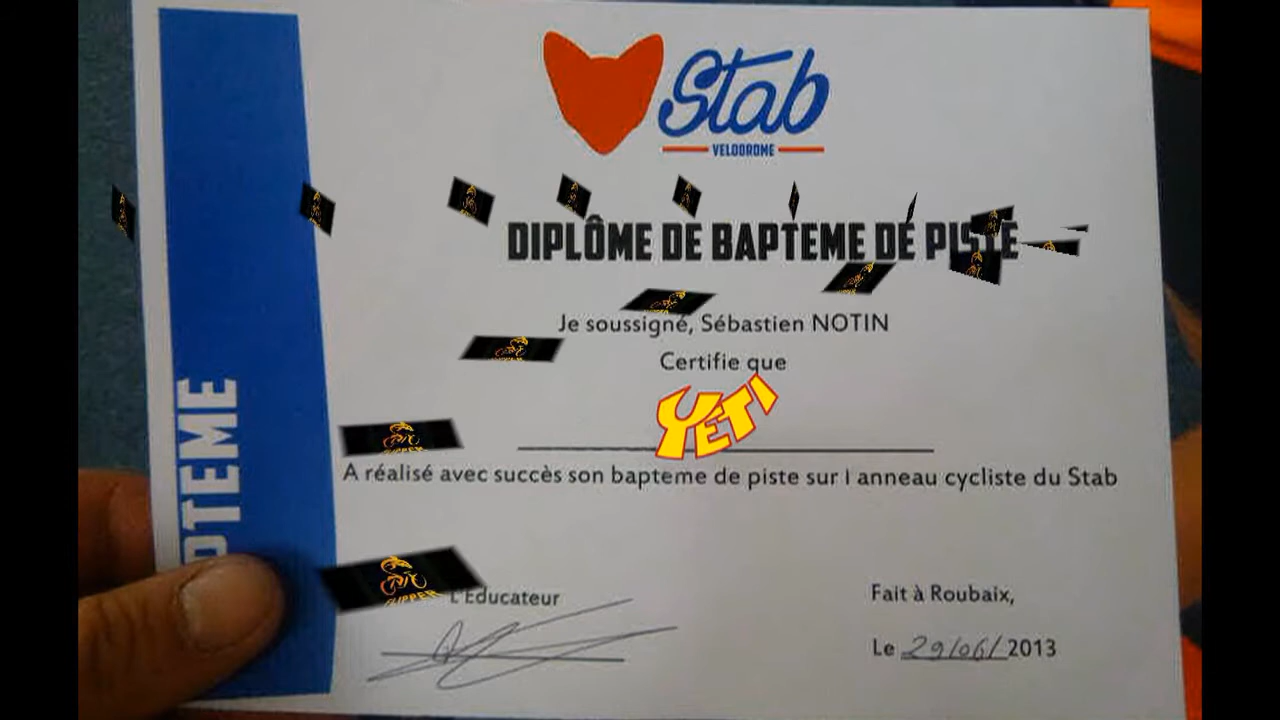 Stab
VELODROME
DIPLÔME DE BAPTEME DE PISTE
Je soussigné, Sébastien NOTIN
Certifie que
YETI
A réalisé avec succès son bapteme de piste sur l anneau cycliste du Stab
PTEME
L'Educateur
Fait à Roubaix,
Le 29/06/2013